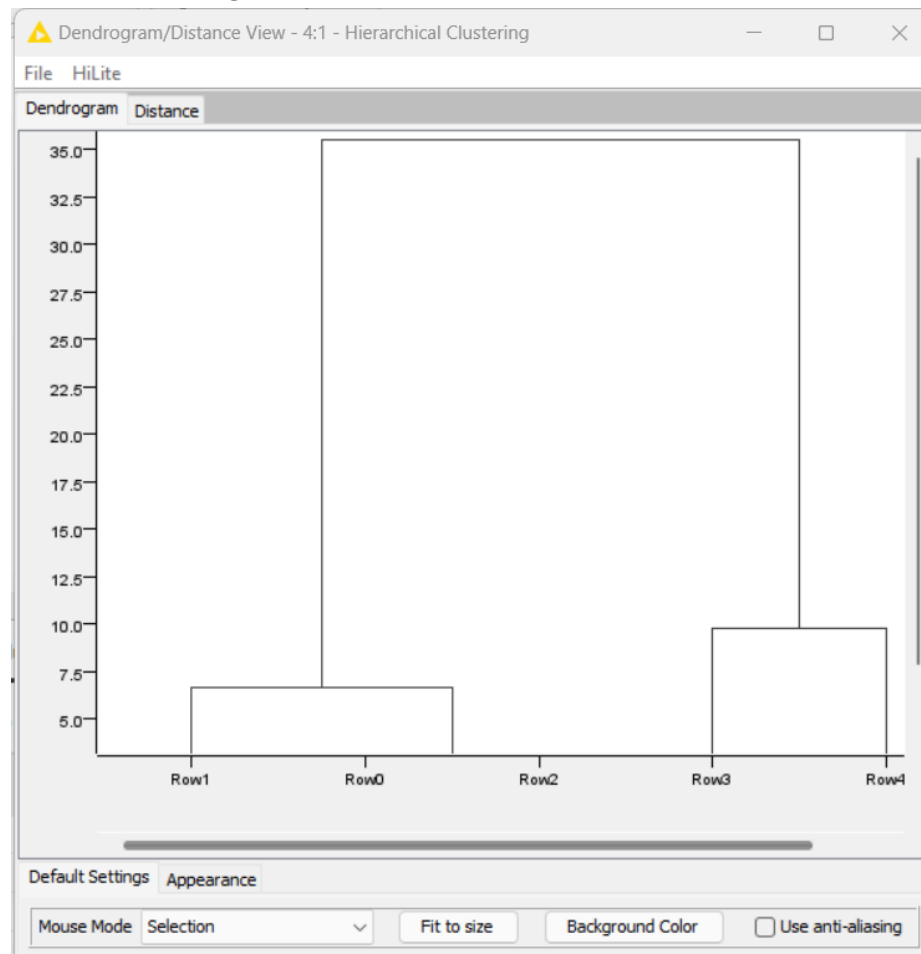 Dendrogram/Distance View - 4:1 - Hierarchical Clustering
File HiLite
Dendrogram Distance
35.0
32.5
30.0
27.5
25.0
22.5
20.0
17.5
15.0
12.5
10.0
7.5
5.0
Row1 Row0 Row2 Row3 Row4
Default Settings Appearance
Mouse Mode Selection Fit to size Background Color Use anti-aliasing